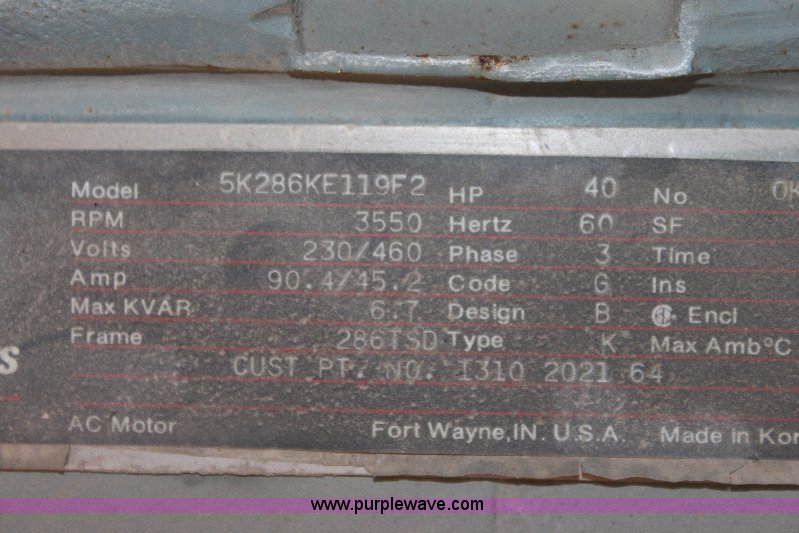 Model 5K286KE119F2 HP 40 No
RPM 3550 Hertz 60 SF
Volts 230/460 Phase 3 Time
Amp 90.4/45.2 Code G Ins
Max KVAR 6.7 Design B Encl
Frame 286TSD Type K Max Amb°C
CUST PT. NO. 1310 2021 64
AC Motor Fort Wayne, IN. U.S.A. Made in
www.purplewave.com